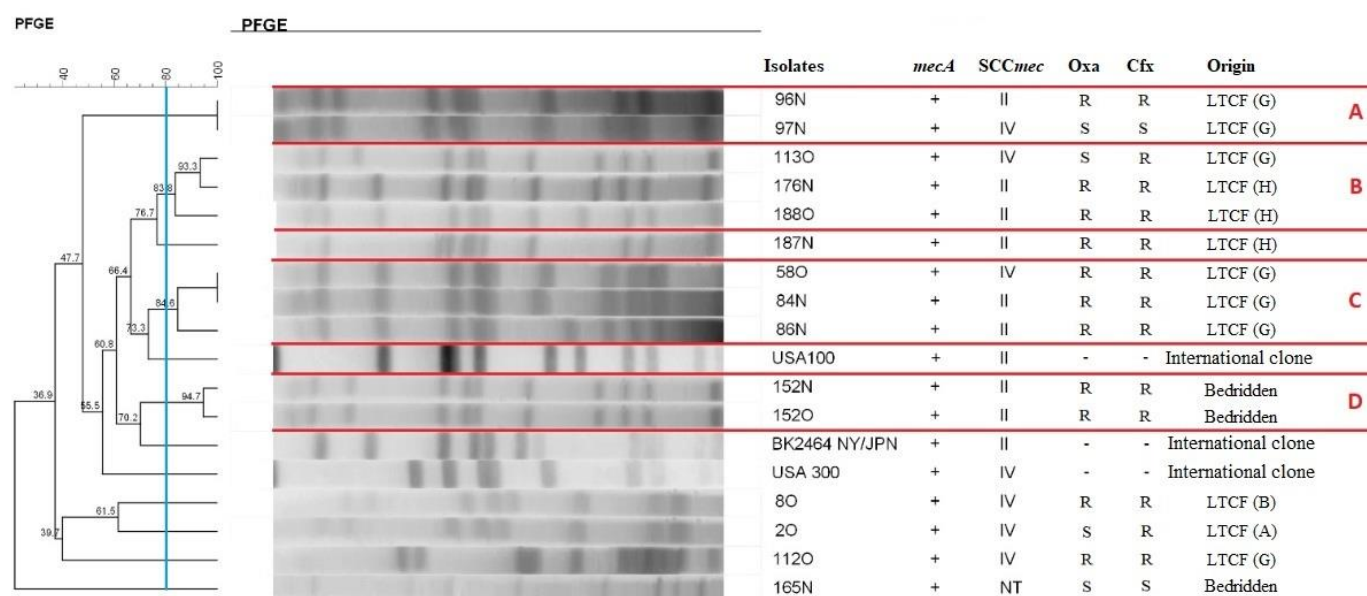 PFGE
PFGE
40 60 80 100
Isolates mecA SCCmec Oxa Cfx Origin
96N + II R R LTCF (G)
A
97N + IV S S LTCF (G)
113O + IV S R LTCF (G)
93.3
176N + II R R LTCF (H)
B
83.8
188O + II R R LTCF (H)
76.7
187N + II R R LTCF (H)
47.7
66.4
58O + IV R R LTCF (G)
84N + II R R LTCF (G)
C
84.6
86N + II R R LTCF (G)
73.3
60.8
USA100 + II - - International clone
152N + II R R Bedridden
D
94.7
36.9
55.5
152O + II R R Bedridden
70.2
BK2464 NY/JPN + II - - International clone
USA 300 + IV - - International clone
8O + IV R R LTCF (B)
61.5
2O + IV S R LTCF (A)
39.7
112O + IV R R LTCF (G)
165N + NT S S Bedridden